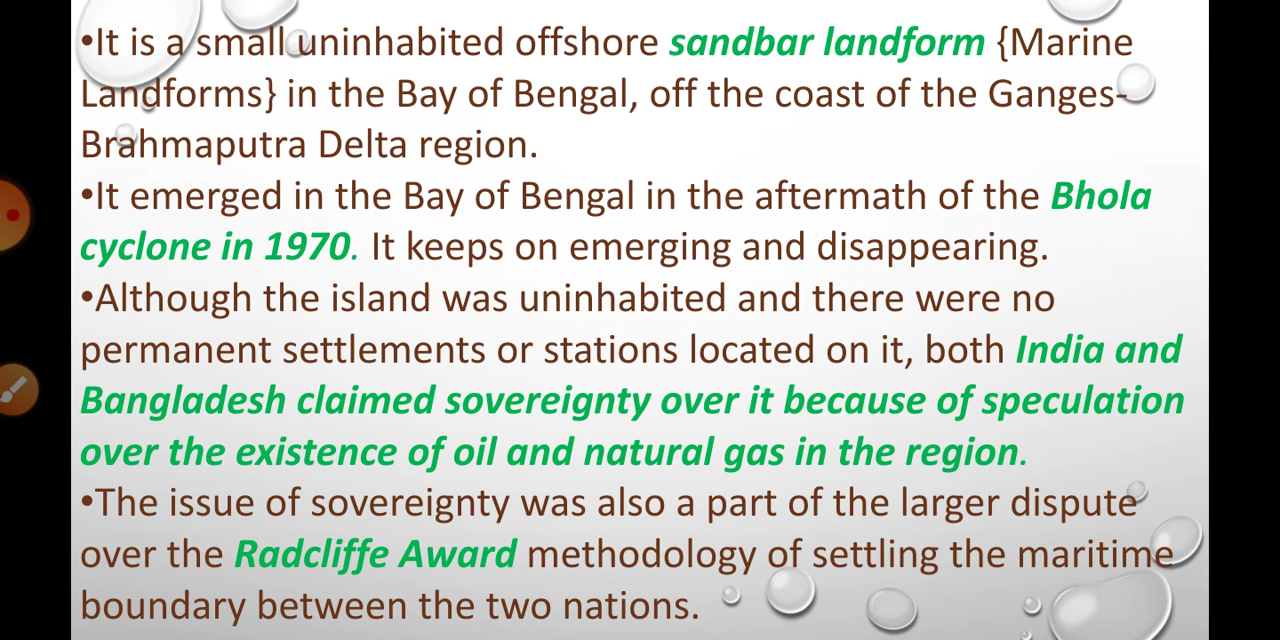 •It is a small uninhabited offshore sandbar landform {Marine
Landforms} in the Bay of Bengal, off the coast of the Ganges-
Brahmaputra Delta region.
•It emerged in the Bay of Bengal in the aftermath of the Bhola
cyclone in 1970. It keeps on emerging and disappearing.
•Although the island was uninhabited and there were no
permanent settlements or stations located on it, both India and
Bangladesh claimed sovereignty over it because of speculation
over the existence of oil and natural gas in the region.
•The issue of sovereignty was also a part of the larger dispute
over the Radcliffe Award methodology of settling the maritime
boundary between the two nations.